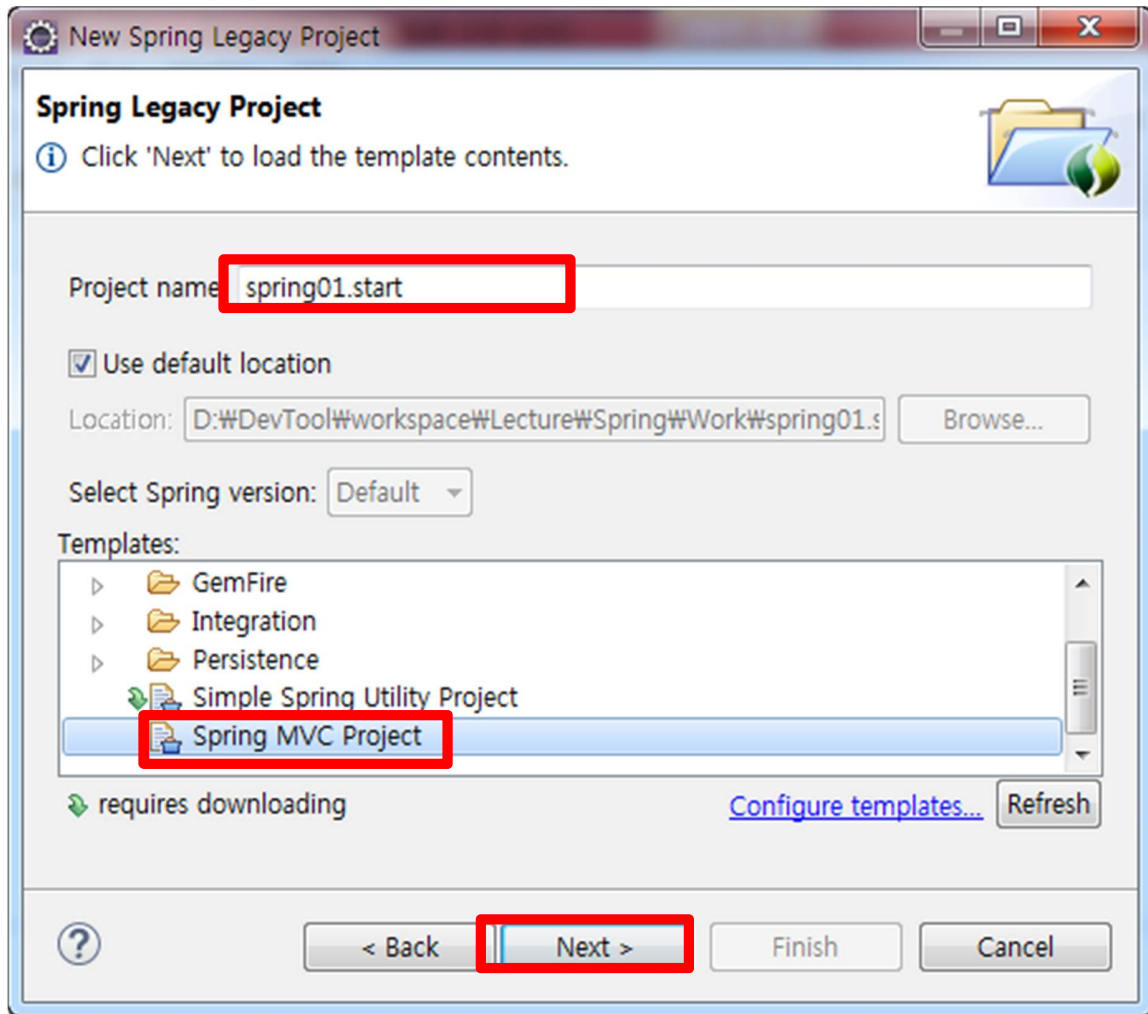 New Spring Legacy Project
Spring Legacy Project
Click 'Next' to load the template contents.
Project name
spring01.start
Use default location
Location: D:₩DevTool₩workspace₩Lecture₩Spring₩Work₩spring01.s Browse...
Select Spring version: Default
Templates:
GemFire
Integration
Persistence
Simple Spring Utility Project
Spring MVC Project
requires downloading Configure templates... Refresh
< Back Next > Finish Cancel